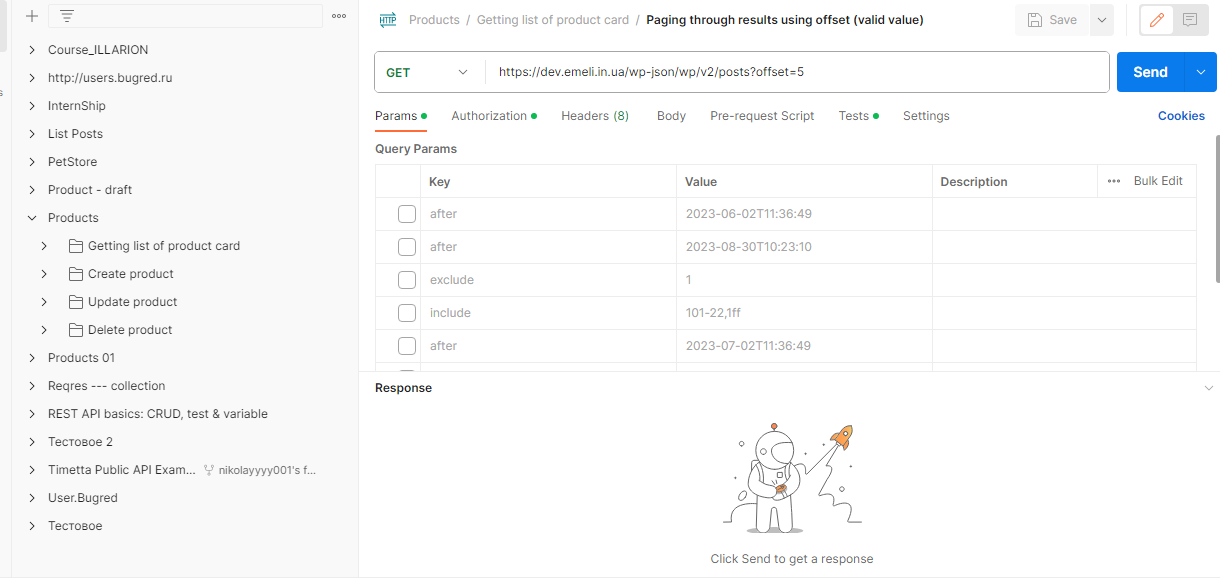 Course_ILLARION
http://users.bugred.ru
InternShip
List Posts
PetStore
Product - draft
Products
Getting list of product card
Create product
Update product
Delete product
Products 01
Reqres --- collection
REST API basics: CRUD, test & variable
Тестовое 2
Timetta Public API Exam... nikolayyyy001's f...
User.Bugred
Тестовое
HTTP Products / Getting list of product card / Paging through results using offset (valid value) Save
GET https://dev.emeli.in.ua/wp-json/wp/v2/posts?offset=5 Send
Params Authorization Headers (8) Body Pre-request Script Tests Settings Cookies
Query Params
Key Value Description Bulk Edit
after 2023-06-02T11:36:49
after 2023-08-30T10:23:10
exclude 1
include 101-22,1ff
after 2023-07-02T11:36:49
Response
Click Send to get a response